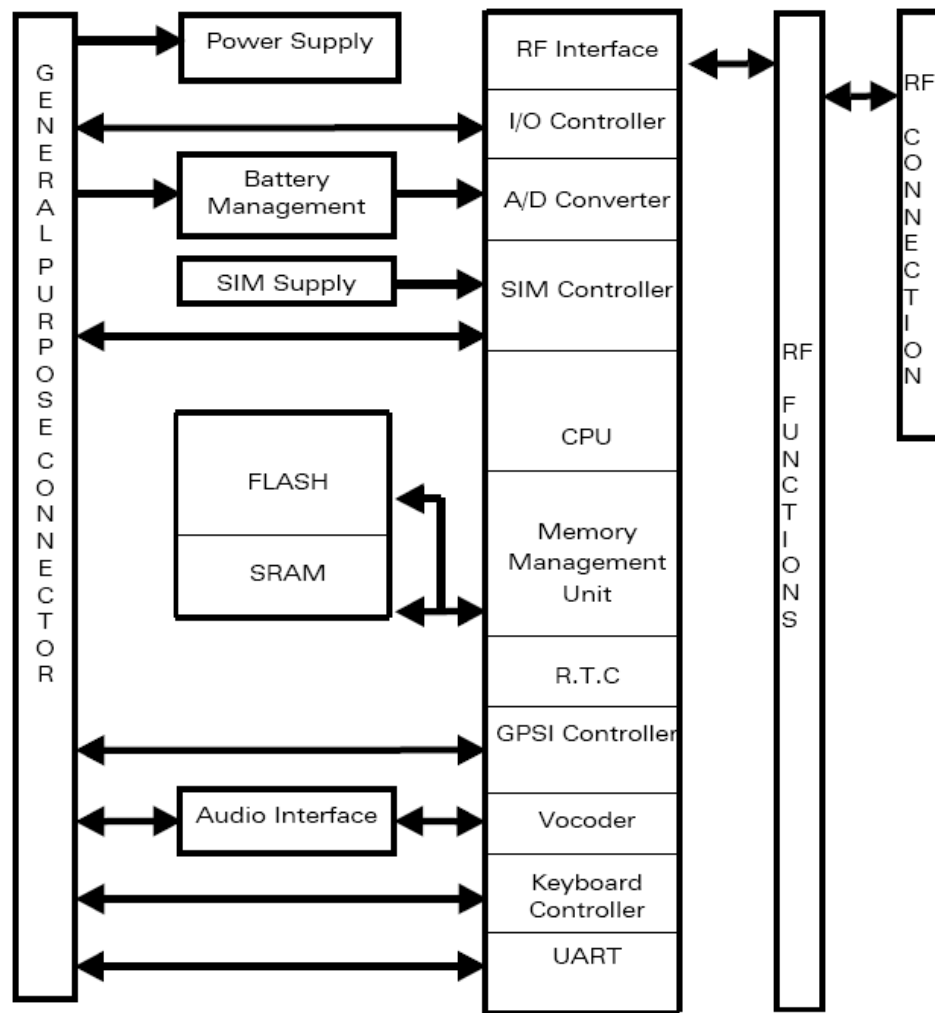 GENERAL PURPOSE CONNECTOR
Power Supply
Battery
Management
SIM Supply
FLASH
SRAM
Audio Interface
RF Interface
I/O Controller
A/D Converter
SIM Controller
CPU
Memory
Management
Unit
R.T.C
GPSI Controller
Vocoder
Keyboard
Controller
UART
RF FUNCTIONS
RF CONNECTION